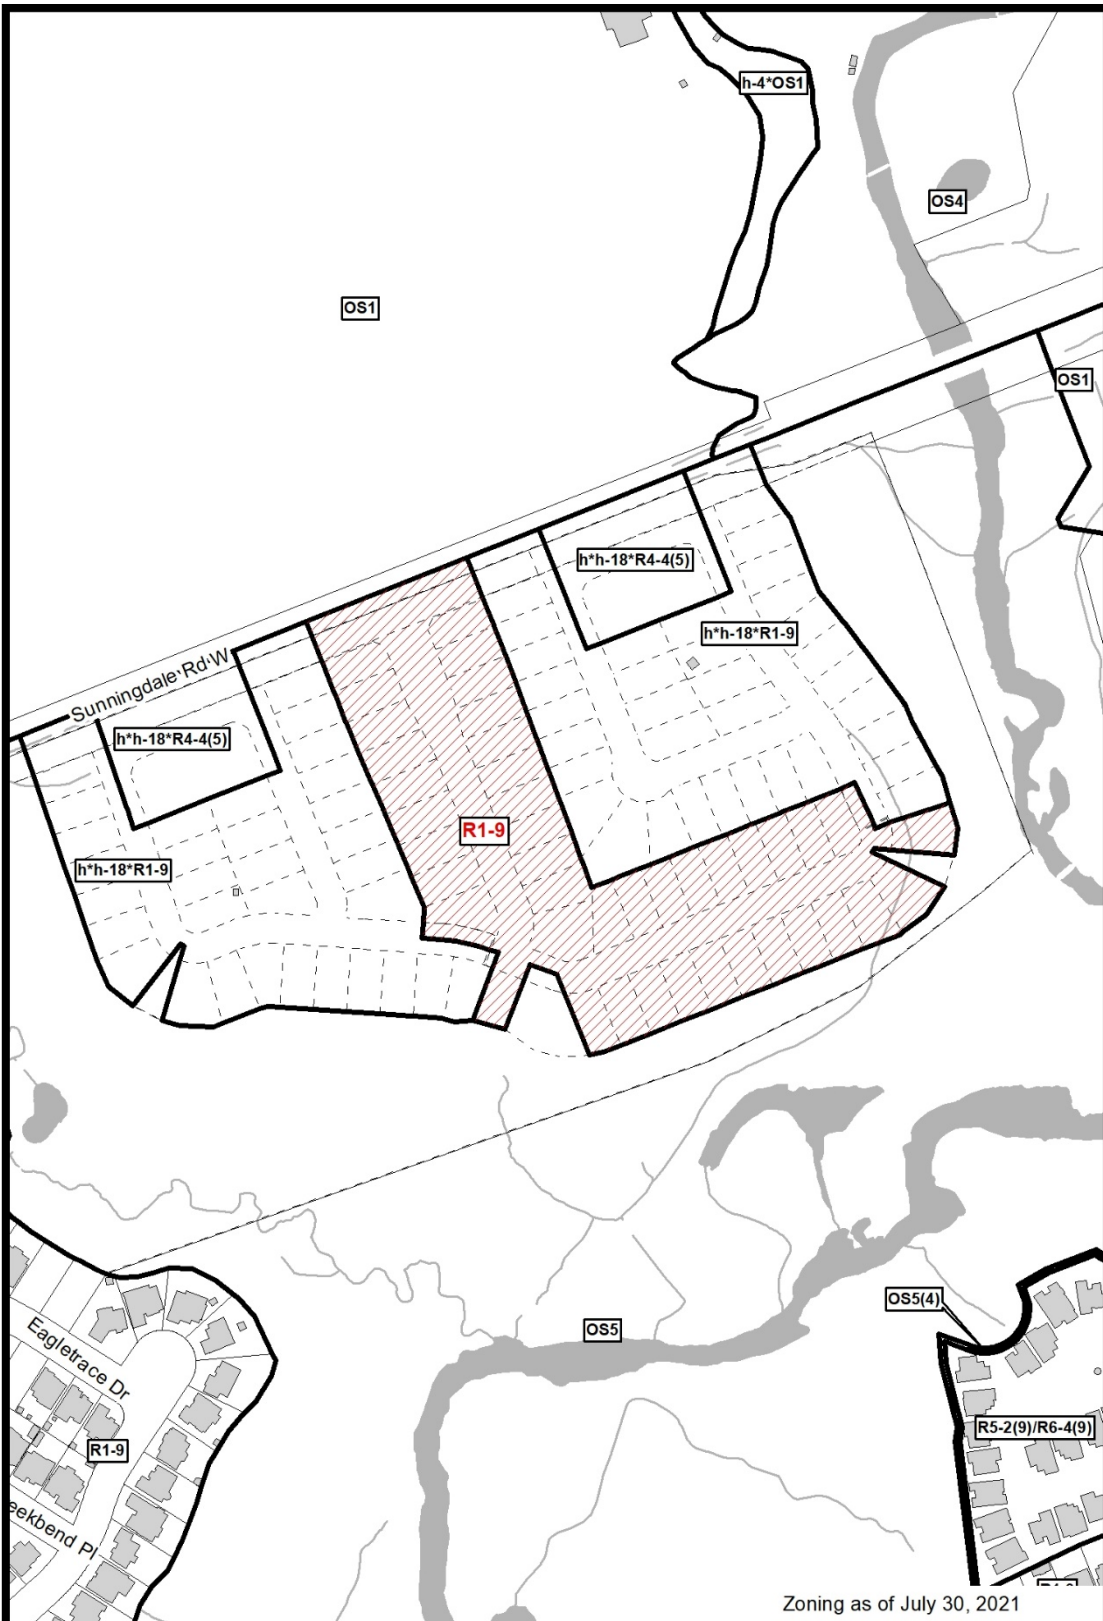 h-4*OS1
OS4
OS1
OS1
h*h-18*R4-4(5)
h*h-18*R1-9
Sunningdale Rd W
h*h-18*R4-4(5)
R1-9
h*h-18*R1-9
OS5(4)
OS5
Eagletrace Dr
R5-2(9)/R6-4(9)
R1-9
eekbend Pl
Zoning as of July 30, 2021